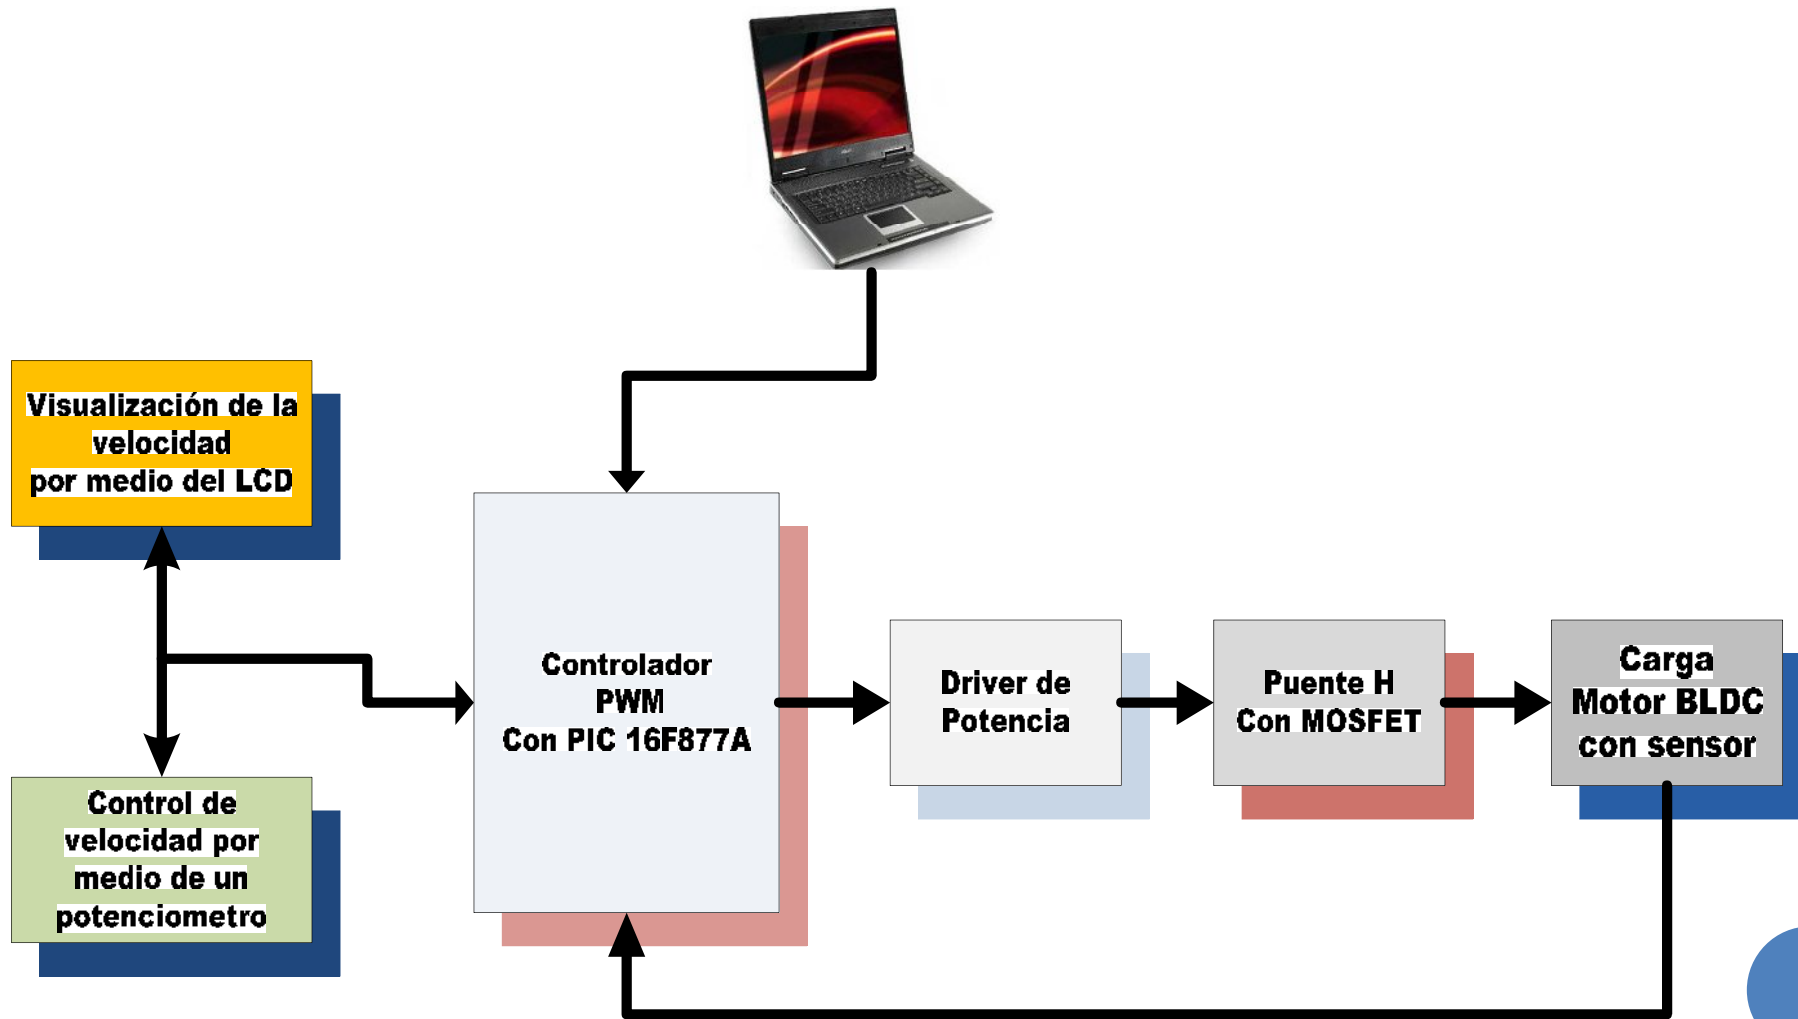 Visualización de la
velocidad
por medio del LCD
Control de
velocidad por
medio de un
potenciometro
Controlador
PWM
Con PIC 16F877A
Driver de
Potencia
Puente H
Con MOSFET
Carga
Motor BLDC
con sensor